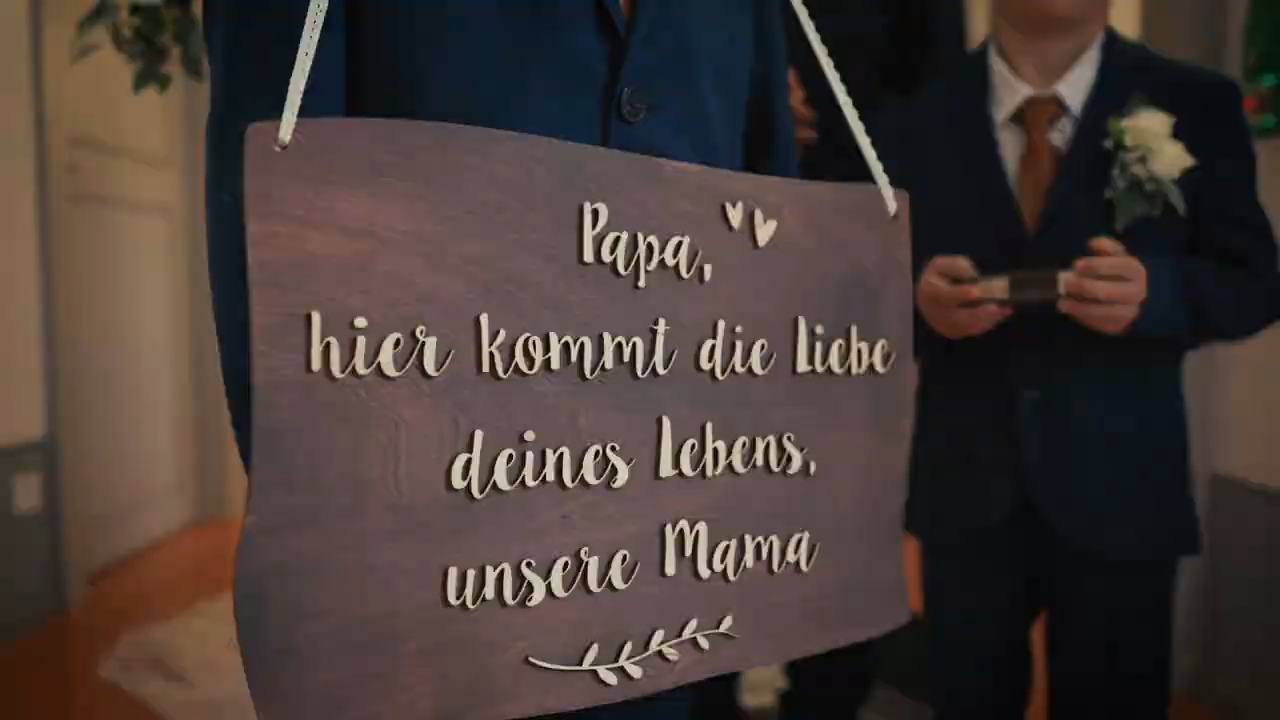 Papa,
hier kommt die Liebe
deines Lebens,
unsere Mama